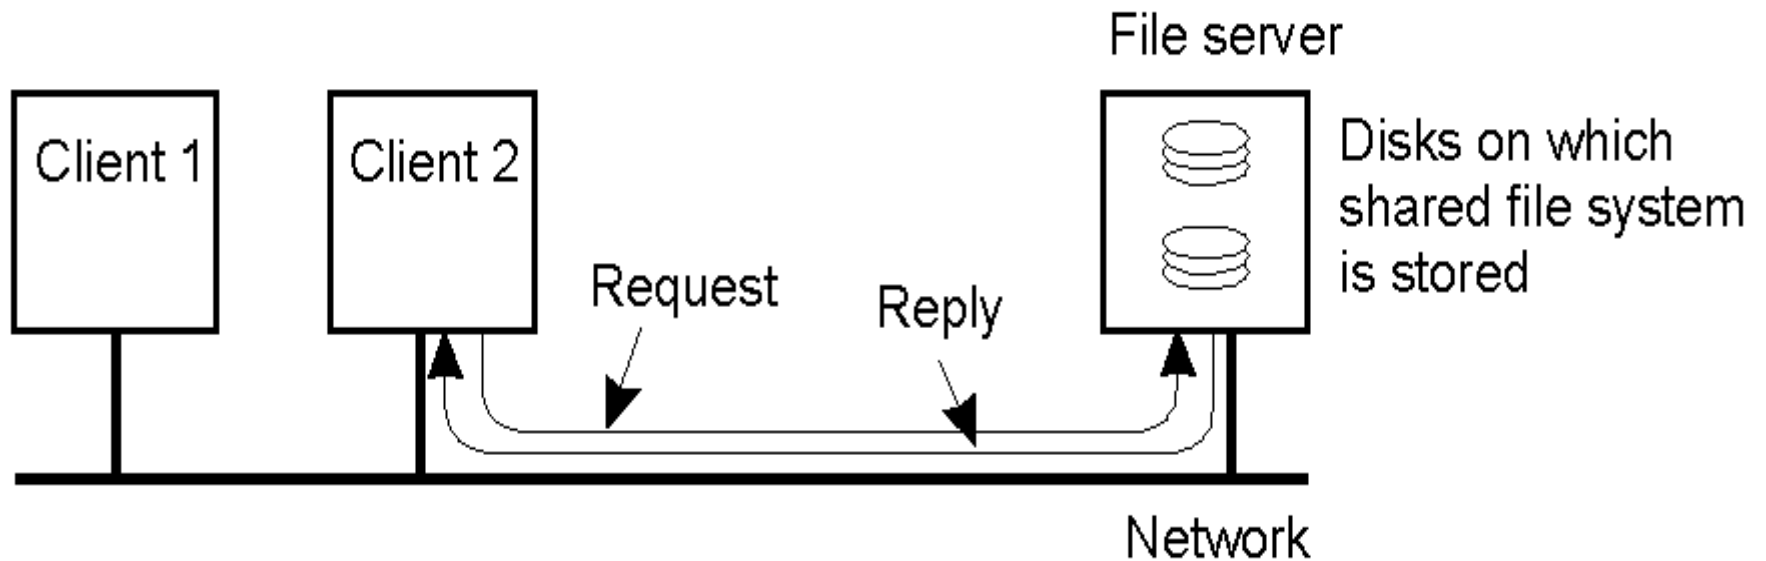 File server
Client 1
Client 2
Disks on which
shared file system
is stored
Request
Reply
Network